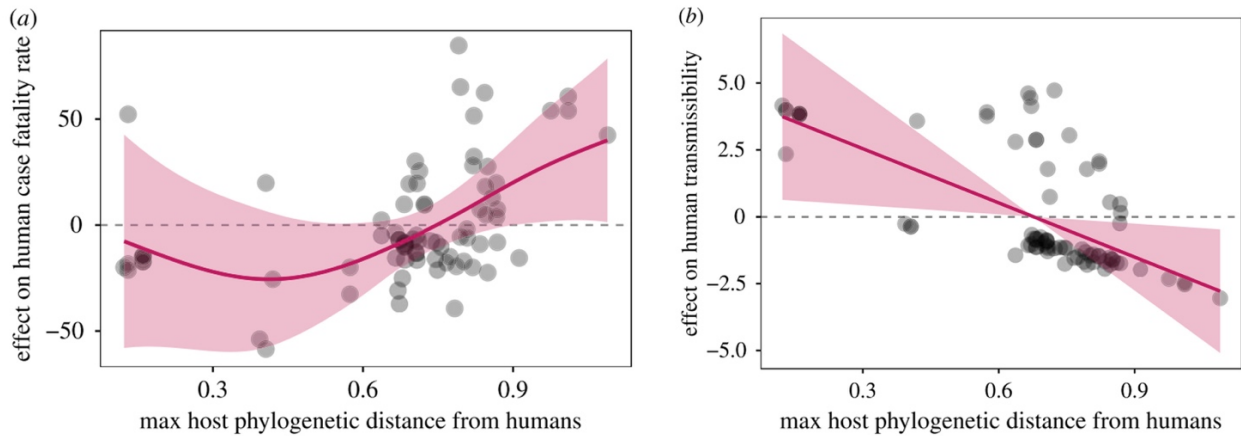 (a)
effect on human case fatality rate
50
0
−50
0.3 0.6 0.9
max host phylogenetic distance from humans
(b)
effect on human transmissibility
5.0
2.5
0
−2.5
−5.0
0.3 0.6 0.9
max host phylogenetic distance from humans